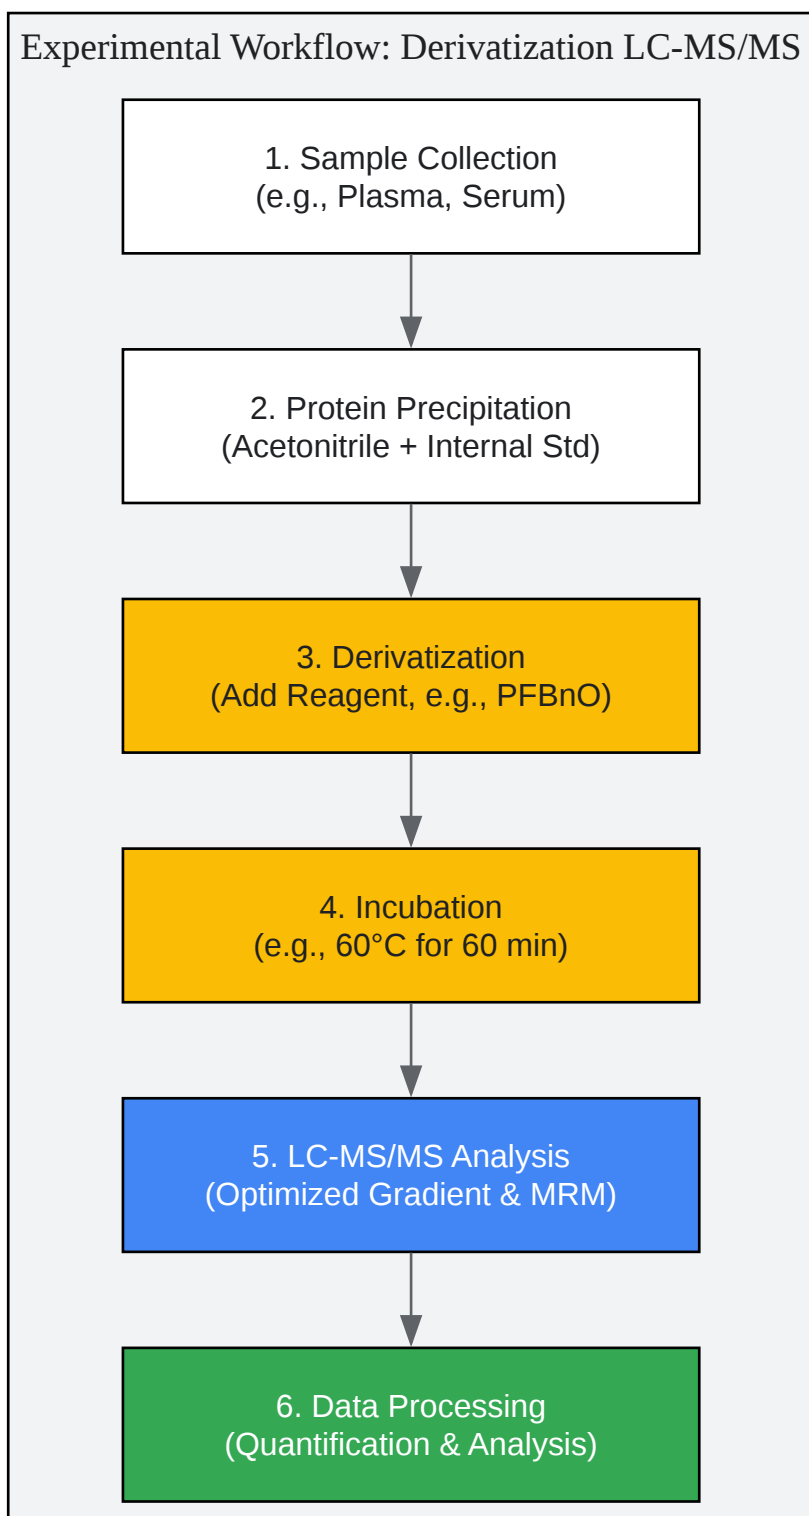 Experimental Workflow: Derivatization LC-MS/MS
1. Sample Collection
(e.g., Plasma, Serum)
2. Protein Precipitation
(Acetonitrile + Internal Std)
3. Derivatization
(Add Reagent, e.g., PFBnO)
4. Incubation
(e.g., 60°C for 60 min)
5. LC-MS/MS Analysis
(Optimized Gradient & MRM)
6. Data Processing
(Quantification & Analysis)